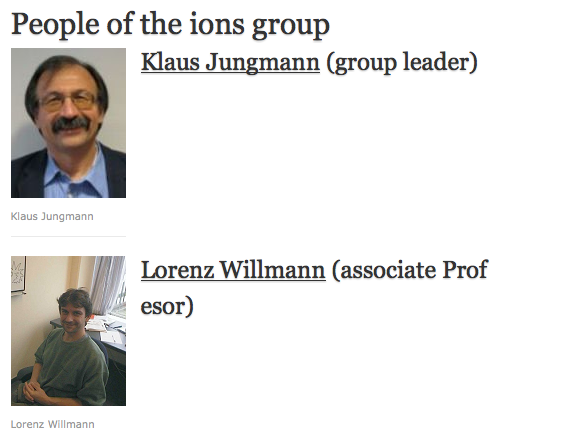 People of the ions group
Klaus Jungmann (group leader)
Klaus Jungmann
Lorenz Willmann (associate Prof
esor)
Lorenz Willmann